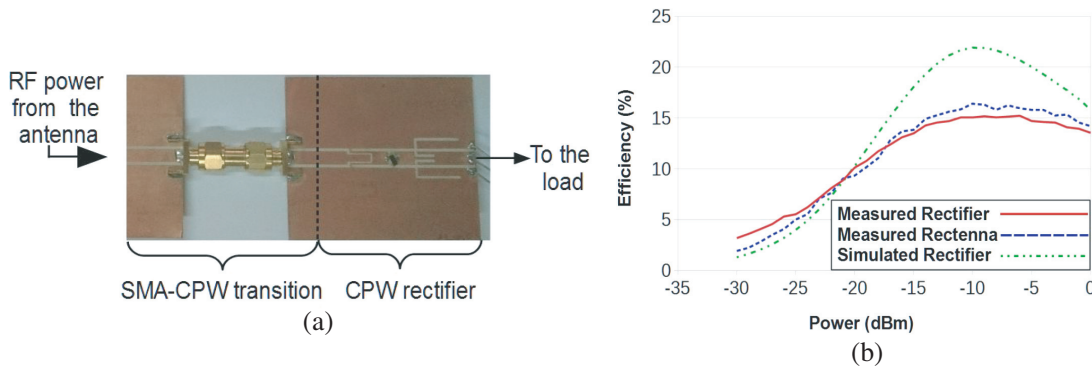 RF power
from the
antenna
To the
load
SMA-CPW transition
CPW rectifier
(a)
Efficiency (%)
25
20
15
10
5
0
-35
-30
-25
-20
-15
-10
-5
0
Power (dBm)
Measured Rectifier
Measured Rectenna
Simulated Rectifier
(b)